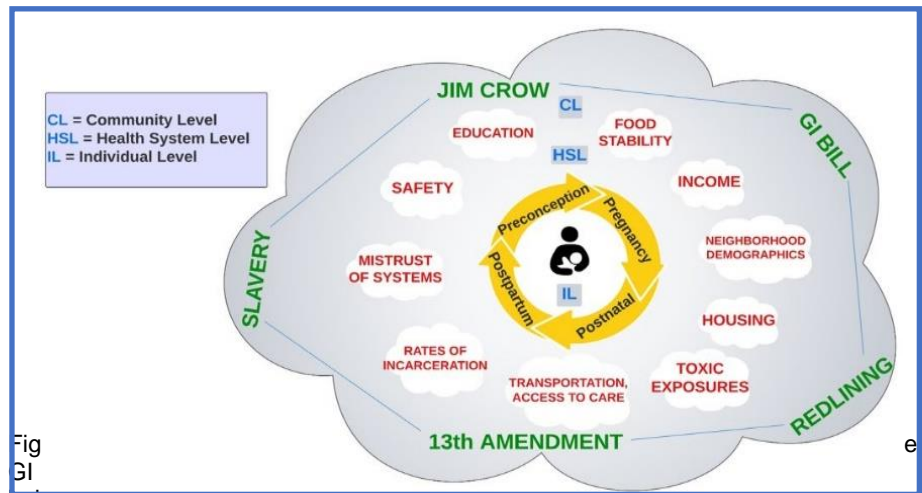 CL = Community Level
HSL = Health System Level
IL = Individual Level
JIM CROW
CL
GI BILL
EDUCATION
FOOD
STABILITY
HSL
SAFETY
INCOME
Preconception
Pregnancy
SLAVERY
MISTRUST
OF SYSTEMS
NEIGHBORHOOD
DEMOGRAPHICS
Postpartum
IL
Postnatal
HOUSING
RATES OF
INCARCERATION
TRANSPORTATION,
ACCESS TO CARE
TOXIC
EXPOSURES
REDLINING
13th AMENDMENT
Fig
e
GI